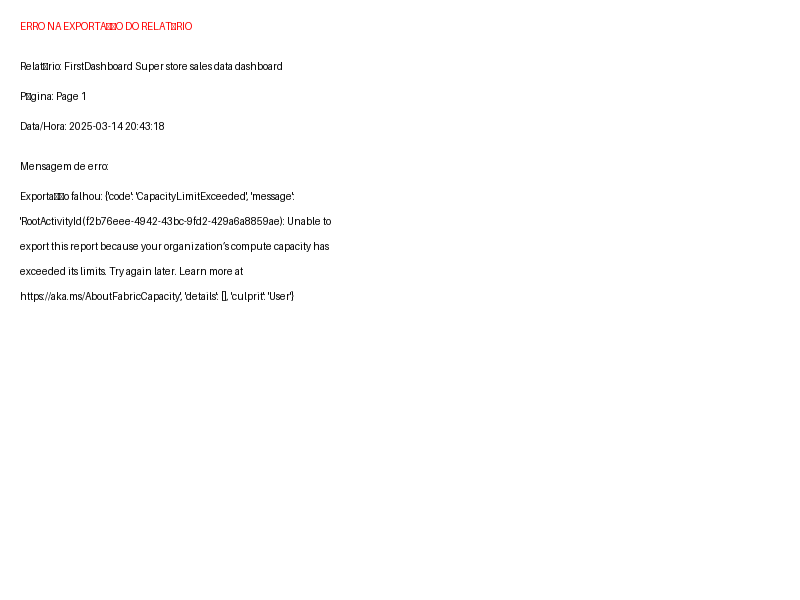 ERRO NA EXPORTA□□O DO RELAT□RIO
Relat□rio: FirstDashboard Super store sales data dashboard
P□gina: Page 1
Data/Hora: 2025-03-14 20:43:18
Mensagem de erro:
Exporta□□o falhou: {'code': 'CapacityLimitExceeded', 'message':
'RootActivityId(f2b76eee-4942-43bc-9fd2-429a6a8859ae): Unable to
export this report because your organization’s compute capacity has
exceeded its limits. Try again later. Learn more at
https://aka.ms/AboutFabricCapacity', 'details': [], 'culprit': 'User'}